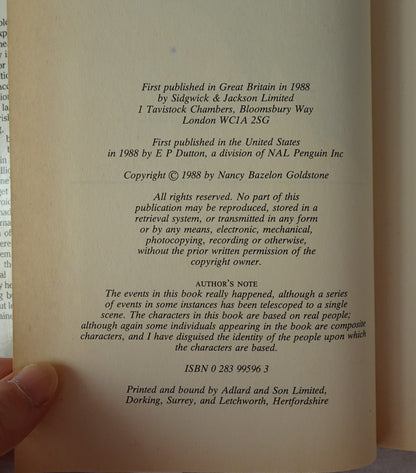 First published in Great Britain in 1988
by Sidgwick & Jackson Limited
1 Tavistock Chambers, Bloomsbury Way
London WC1A 2SG
First published in the United States
in 1988 by E P Dutton, a division of NAL Penguin Inc
Copyright © 1988 by Nancy Bazelon Goldstone
All rights reserved. No part of this
publication may be reproduced, stored in a
retrieval system, or transmitted in any form
or by any means, electronic, mechanical,
photocopying, recording or otherwise,
without the prior written permission of the
copyright owner.
AUTHOR'S NOTE
The events in this book really happened, although a series
of events in some instances has been telescoped to a single
scene. The characters in this book are based on real people;
although again some individuals appearing in the book are composite
characters, and I have disguised the identity of the people upon which
the characters are based.
ISBN 0 283 99596 3
Printed and bound by Adlard and Son Limited,
Dorking, Surrey, and Letchworth, Hertfordshire